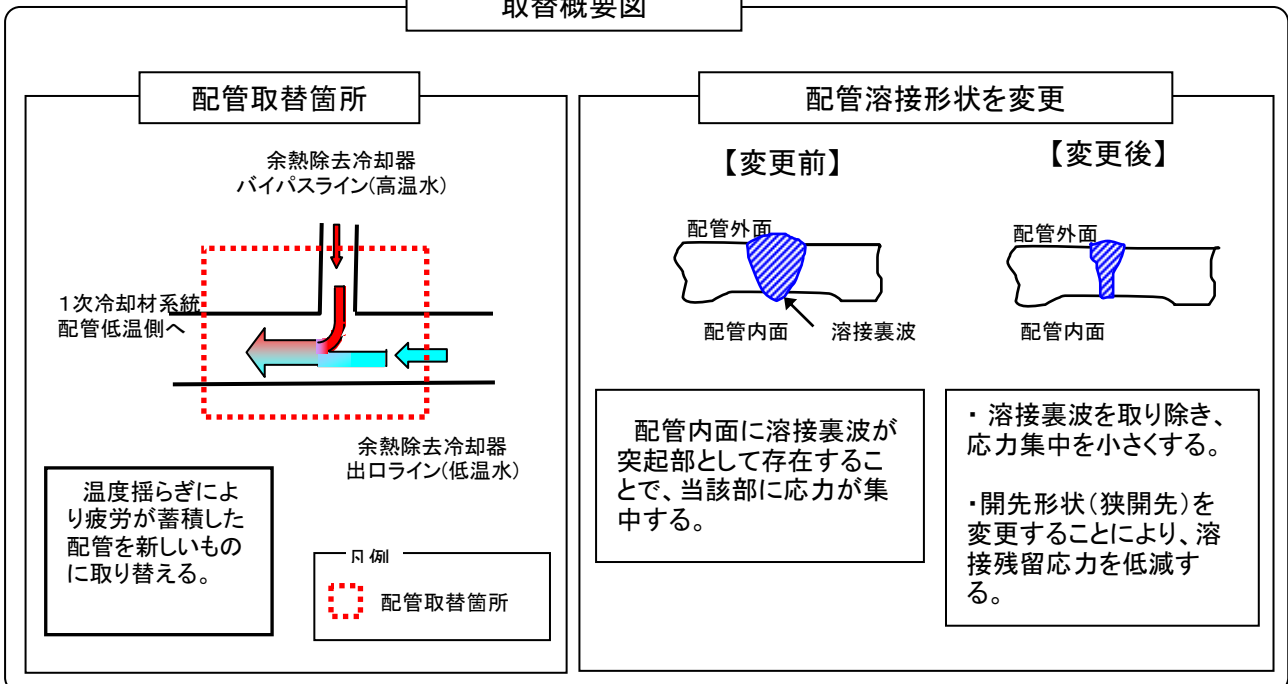 取替概要図
配管取替箇所
余熱除去冷却器
バイパスライン(高温水)
1次冷却材系統
配管低温側へ
余熱除去冷却器
出口ライン(低温水)
温度揺らぎによ
り疲労が蓄積した
配管を新しいもの
に取り替える。
凡例
配管取替箇所
配管溶接形状を変更
【変更前】
配管外面
配管内面
溶接裏波
配管内面に溶接裏波が
突起部として存在するこ
とで、当該部に応力が集
中する。
【変更後】
配管外面
配管内面
・ 溶接裏波を取り除き、
応力集中を小さくする。
・開先形状(狭開先)を
変更することにより、溶
接残留応力を低減す
る。